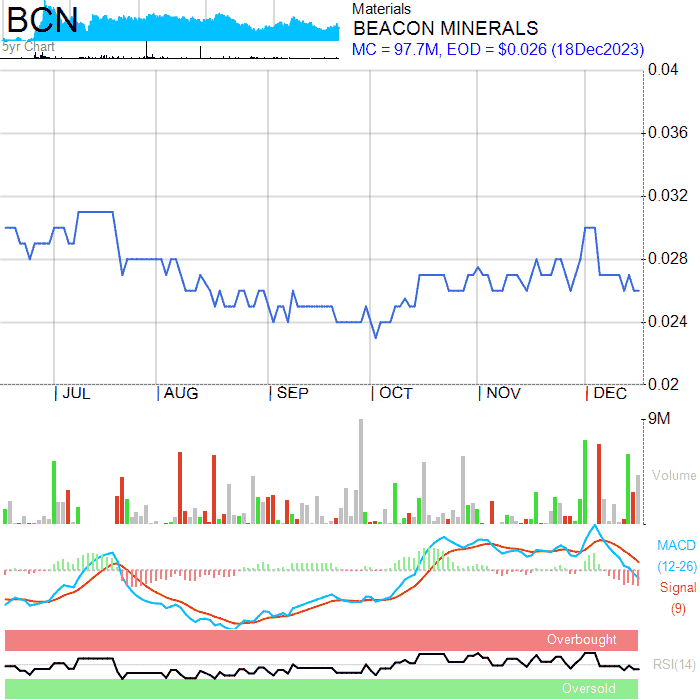 BCN
5yr Chart
Materials
BEACON MINERALS
MC = 97.7M, EOD = $0.026 (18Dec2023)
0.04
0.036
0.032
0.028
0.024
0.02
JUL AUG SEP OCT NOV DEC
9M
Volume
MACD
(12-26)
Signal
(9)
Overbought
RSI(14)
Oversold